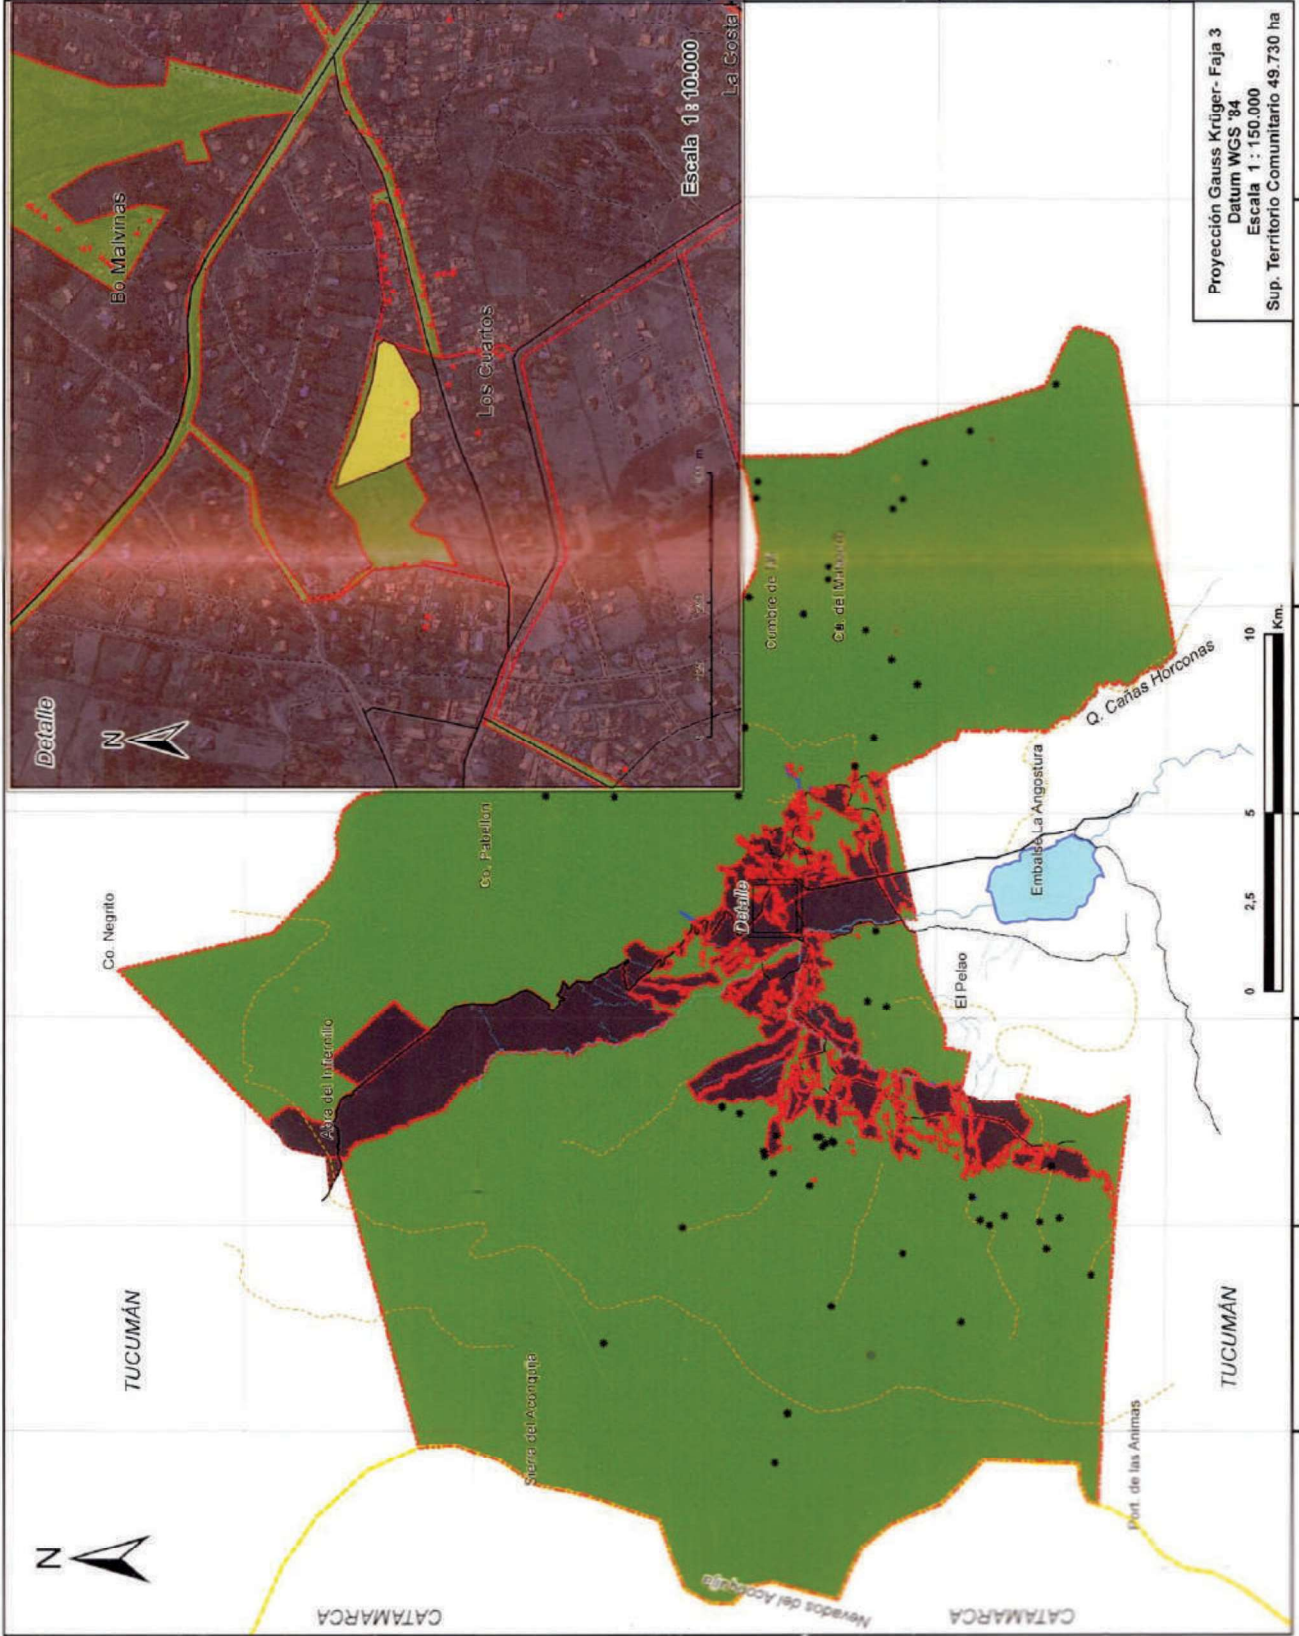 N
TUCUMÁN
Co. Negrito
Detalle
N
Bo Malvinas
Los Cuartos
Escala 1 : 10.000
La Costa
m
Abra del Infiernillo
Co. Pabellón
Sierra del Aconquija
Detalle
Cumbre de
CATAMARCA
Nevados del Aconquija
CATAMARCA
El Pelao
Embalse La Angostura
Q. Cañas Horconas
Port. de las Animas
TUCUMÁN
0
2,5
5
10
Km.
Proyección Gauss Krüger- Faja 3
Datum WGS '84
Escala 1 : 150.000
Sup. Territorio Comunitario 49.730 ha